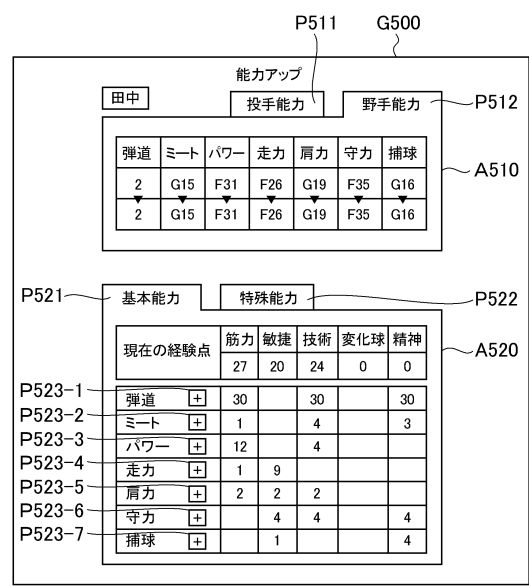 P511 G500
能力アップ
田中 投手能力 野手能力 P512
弾道 ミート パワー 走力 肩力 守力 捕球
A510
2 G15 F31 F26 G19 F35 G16
2 G15 F31 F26 G19 F35 G16
P521 基本能力 特殊能力 P522
現在の経験点 筋力 敏捷 技術 変化球 精神
A520
27 20 24 0 0
P523-1 弾道 + 30 30 30
P523-2 ミート + 1 4 3
P523-3 パワー + 12 4
P523-4 走力 + 1 9
P523-5 肩力 + 2 2 2
P523-6 守力 + 4 4 4
P523-7 捕球 + 1 4